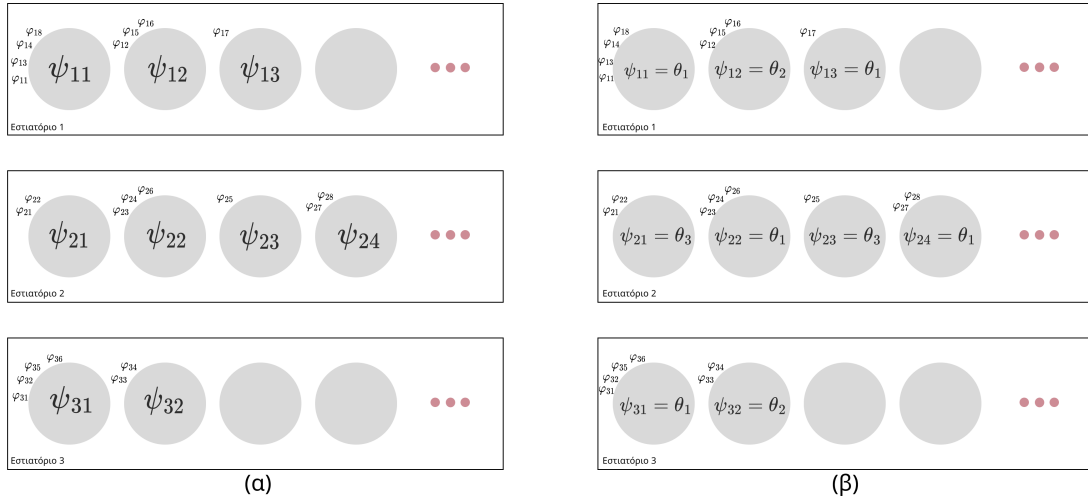 φ18 φ16 φ17
φ14 φ15
φ13 φ12
φ11 ψ11 ψ12 ψ13
Εστιατόριο 1
φ22 φ24 φ26 φ25 φ28
φ21 φ23 φ27
ψ21 ψ22 ψ23 ψ24
Εστιατόριο 2
φ35 φ36 φ34
φ32 φ33
φ31 ψ31 ψ32
Εστιατόριο 3
(α)
φ18 φ16 φ17
φ14 φ15
φ13 φ12
φ11 ψ11 = θ1 ψ12 = θ2 ψ13 = θ1
Εστιατόριο 1
φ22 φ24 φ26 φ25 φ28
φ21 φ23 φ27
ψ21 = θ3 ψ22 = θ1 ψ23 = θ3 ψ24 = θ1
Εστιατόριο 2
φ35 φ36 φ34
φ32 φ33
φ31 ψ31 = θ1 ψ32 = θ2
Εστιατόριο 3
(β)